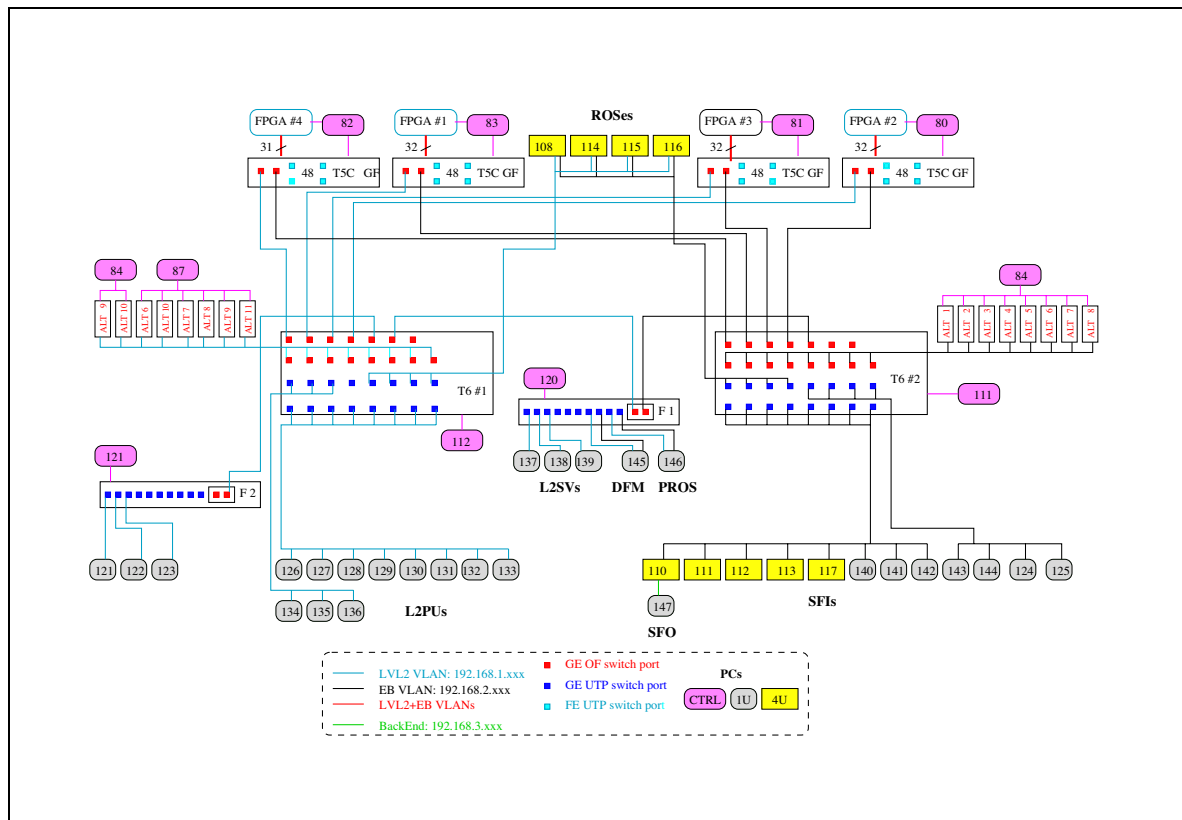 ROSes
FPGA #4 82 FPGA #1 83 FPGA #3 81 FPGA #2 80
31 32 32 32
108 114 115 116
48 T5C GF 48 T5C GF 48 T5C GF 48 T5C GF
84 87 84
ALT 9 ALT 10 ALT 6 ALT 10 ALT 7 ALT 8 ALT 9 ALT 11
ALT 1 ALT 2 ALT 3 ALT 4 ALT 5 ALT 6 ALT 7 ALT 8
T6 #1 120 T6 #2
111
F 1
112
121
137 138 139 145 146
L2SVs DFM PROS
F 2
121 122 123 126 127 128 129 130 131 132 133
110 111 112 113 117 140 141 142 143 144 124 125
134 135 136 L2PUs 147 SFIs
SFO
LVL2 VLAN: 192.168.1.xxx
EB VLAN: 192.168.2.xxx
LVL2+EB VLANs
BackEnd: 192.168.3.xxx
GE OF switch port
GE UTP switch port
FE UTP switch port
PCs
CTRL 1U 4U